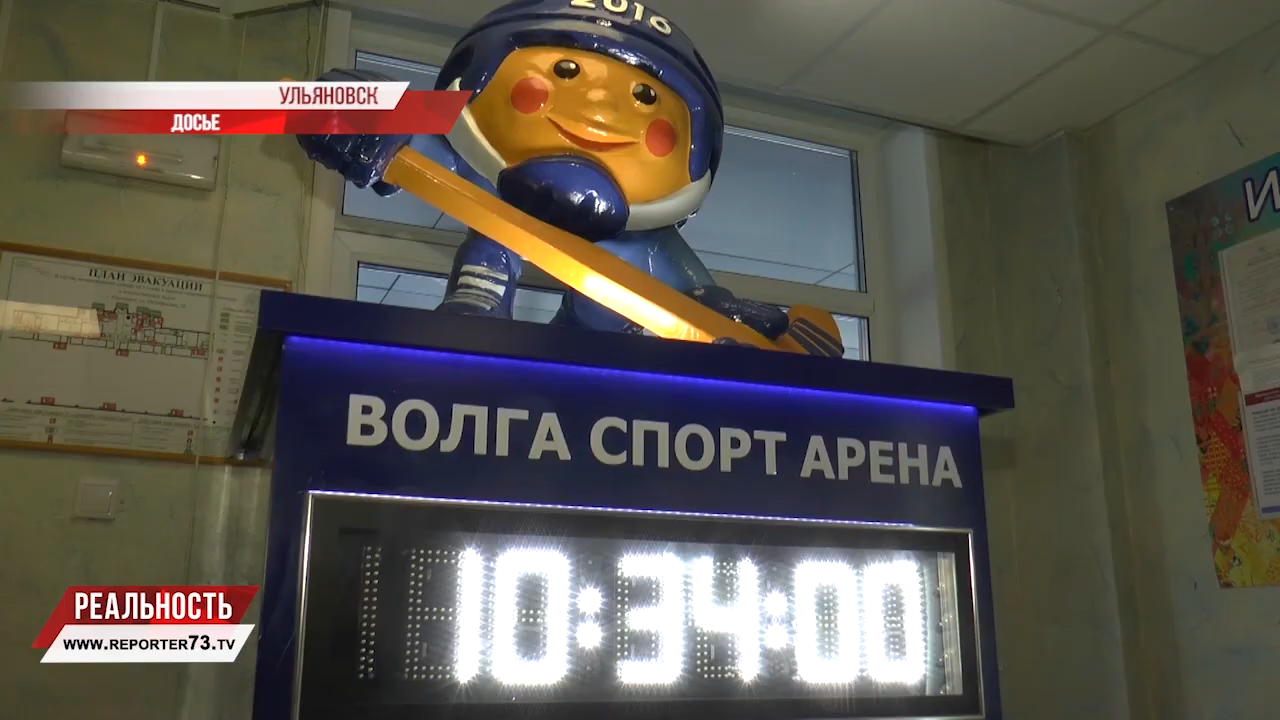 2016
УЛЬЯНОВСК
ДОСЬЕ
ПЛАН ЭВАКУАЦИИ
И
ВОЛГА СПОРТ АРЕНА
10:34:00
РЕАЛЬНОСТЬ
WWW.REPORTER73.TV